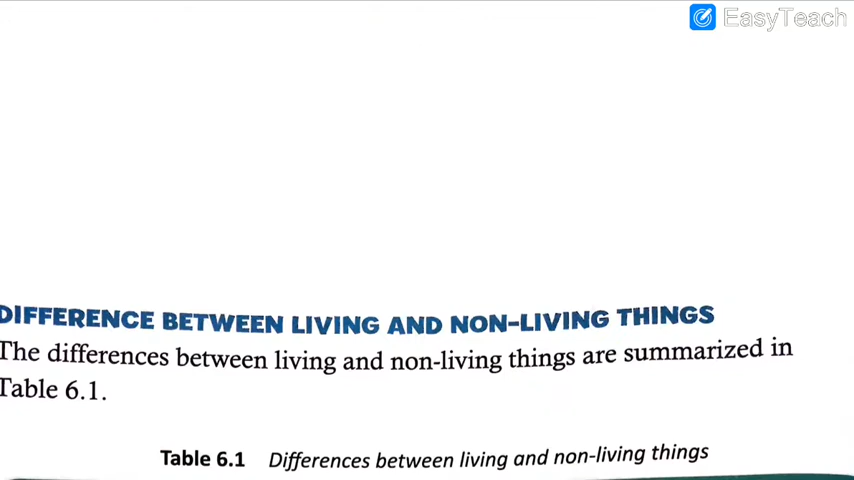 EasyTeach
DIFFERENCE BETWEEN LIVING AND NON-LIVING THINGS
The differences between living and non-living things are summarized in
Table 6.1.
Table 6.1 Differences between living and non-living things